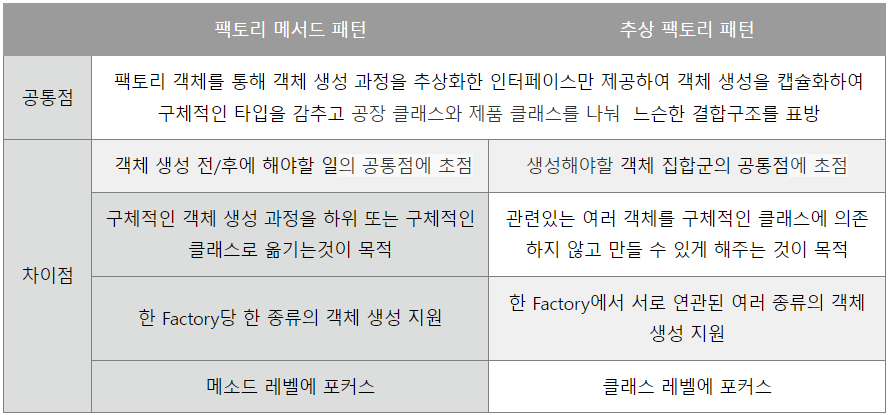 팩토리 메서드 패턴
추상 팩토리 패턴
공통점
팩토리 객체를 통해 객체 생성 과정을 추상화한 인터페이스만 제공하여 객체 생성을 캡슐화하여
구체적인 타입을 감추고 공장 클래스와 제품 클래스를 나눠 느슨한 결합구조를 표방
차이점
객체 생성 전/후에 해야할 일의 공통점에 초점
생성해야할 객체 집합군의 공통점에 초점
구체적인 객체 생성 과정을 하위 또는 구체적인
클래스로 옮기는것이 목적
관련있는 여러 객체를 구체적인 클래스에 의존
하지 않고 만들 수 있게 해주는 것이 목적
한 Factory당 한 종류의 객체 생성 지원
한 Factory에서 서로 연관된 여러 종류의 객체
생성 지원
메소드 레벨에 포커스
클래스 레벨에 포커스